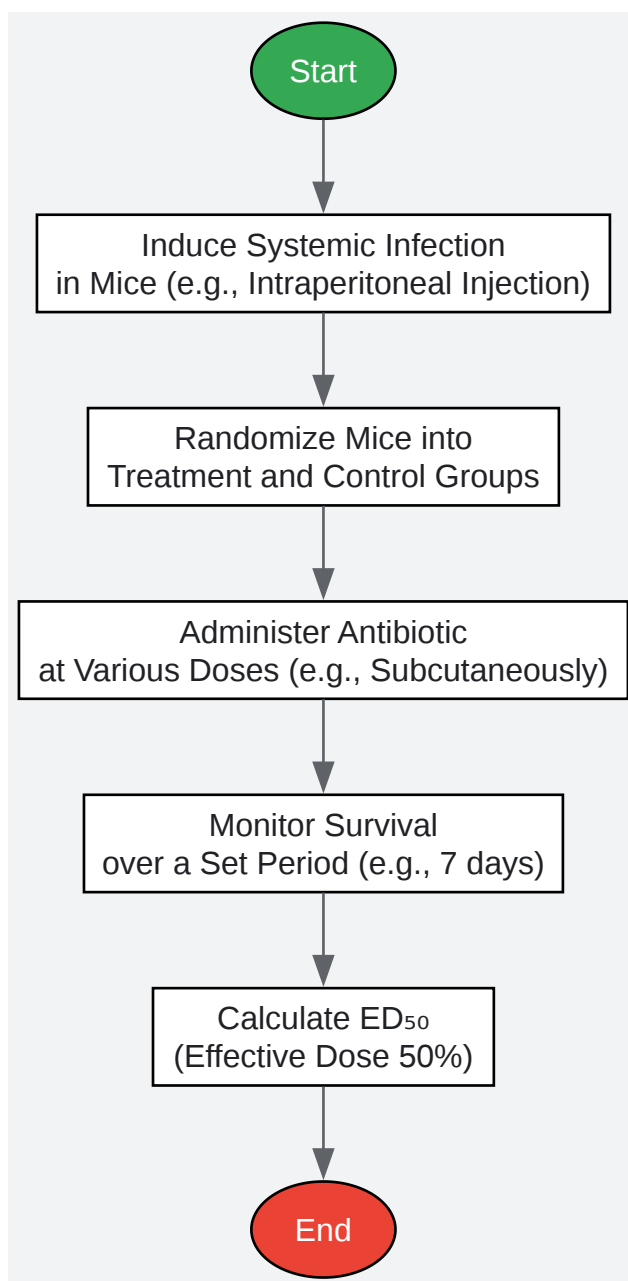 Start
Induce Systemic Infection
in Mice (e.g., Intraperitoneal Injection)
Randomize Mice into
Treatment and Control Groups
Administer Antibiotic
at Various Doses (e.g., Subcutaneously)
Monitor Survival
over a Set Period (e.g., 7 days)
Calculate ED₅₀
(Effective Dose 50%)
End